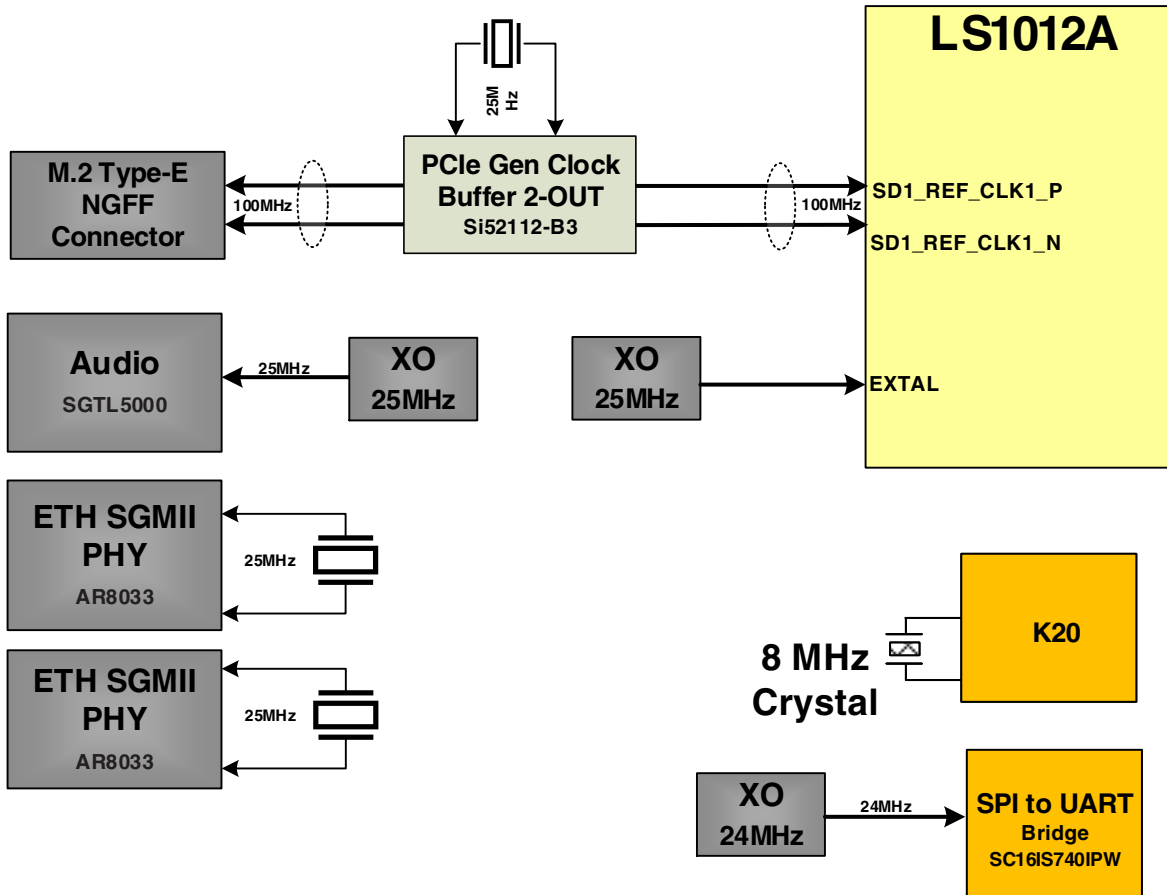 LS1012A
25M
Hz
M.2 Type-E
NGFF
Connector
100MHz
PCIe Gen Clock
Buffer 2-OUT
Si52112-B3
100MHz
SD1_REF_CLK1_P
SD1_REF_CLK1_N
Audio
SGTL5000
25MHz
XO
25MHz
XO
25MHz
EXTAL
ETH SGMII
PHY
AR8033
25MHz
ETH SGMII
PHY
AR8033
25MHz
8 MHz
Crystal
K20
XO
24MHz
24MHz
SPI to UART
Bridge
SC16IS740IPW